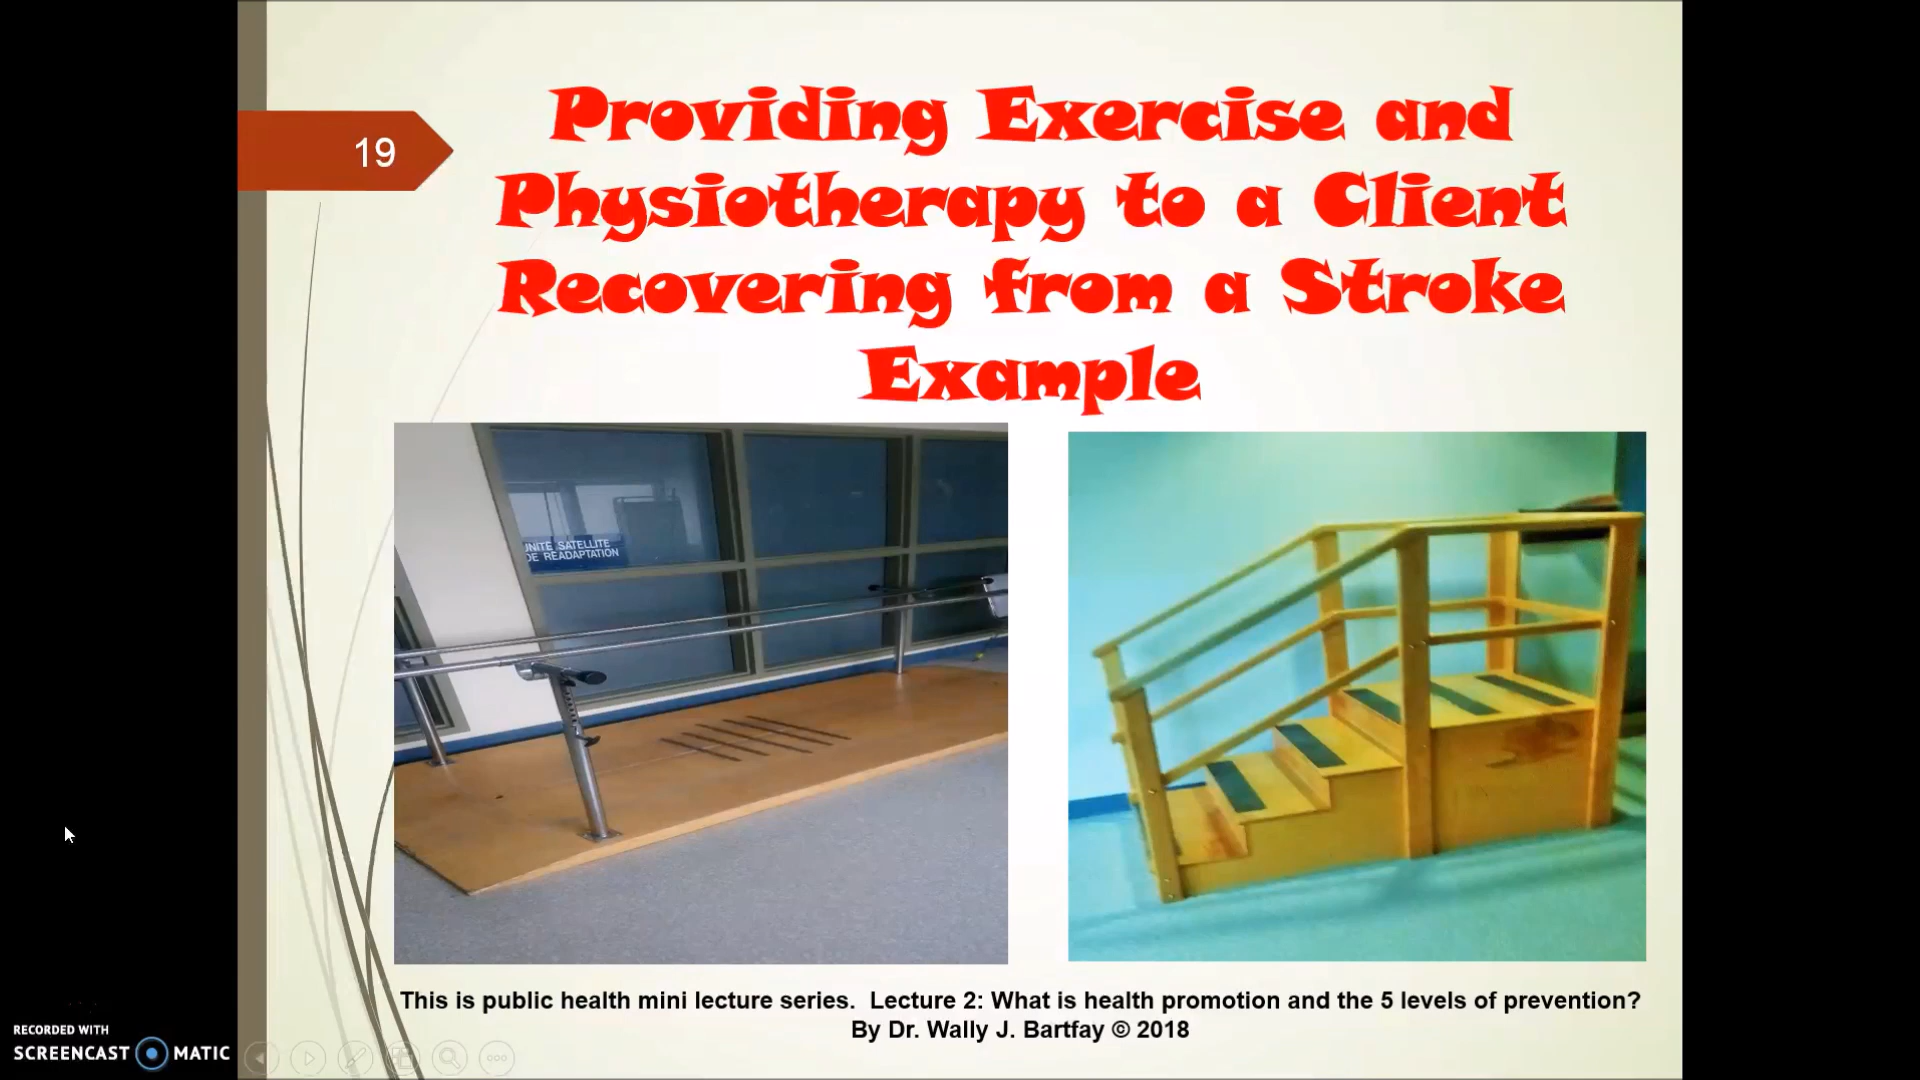 19
Providing Exercise and
Physiotherapy to a Client
Recovering from a Stroke
Example
UNITE SATELLITE
DE READAPTATION
This is public health mini lecture series.  Lecture 2: What is health promotion and the 5 levels of prevention?
By Dr. Wally J. Bartfay © 2018
RECORDED WITH
SCREENCAST MATIC